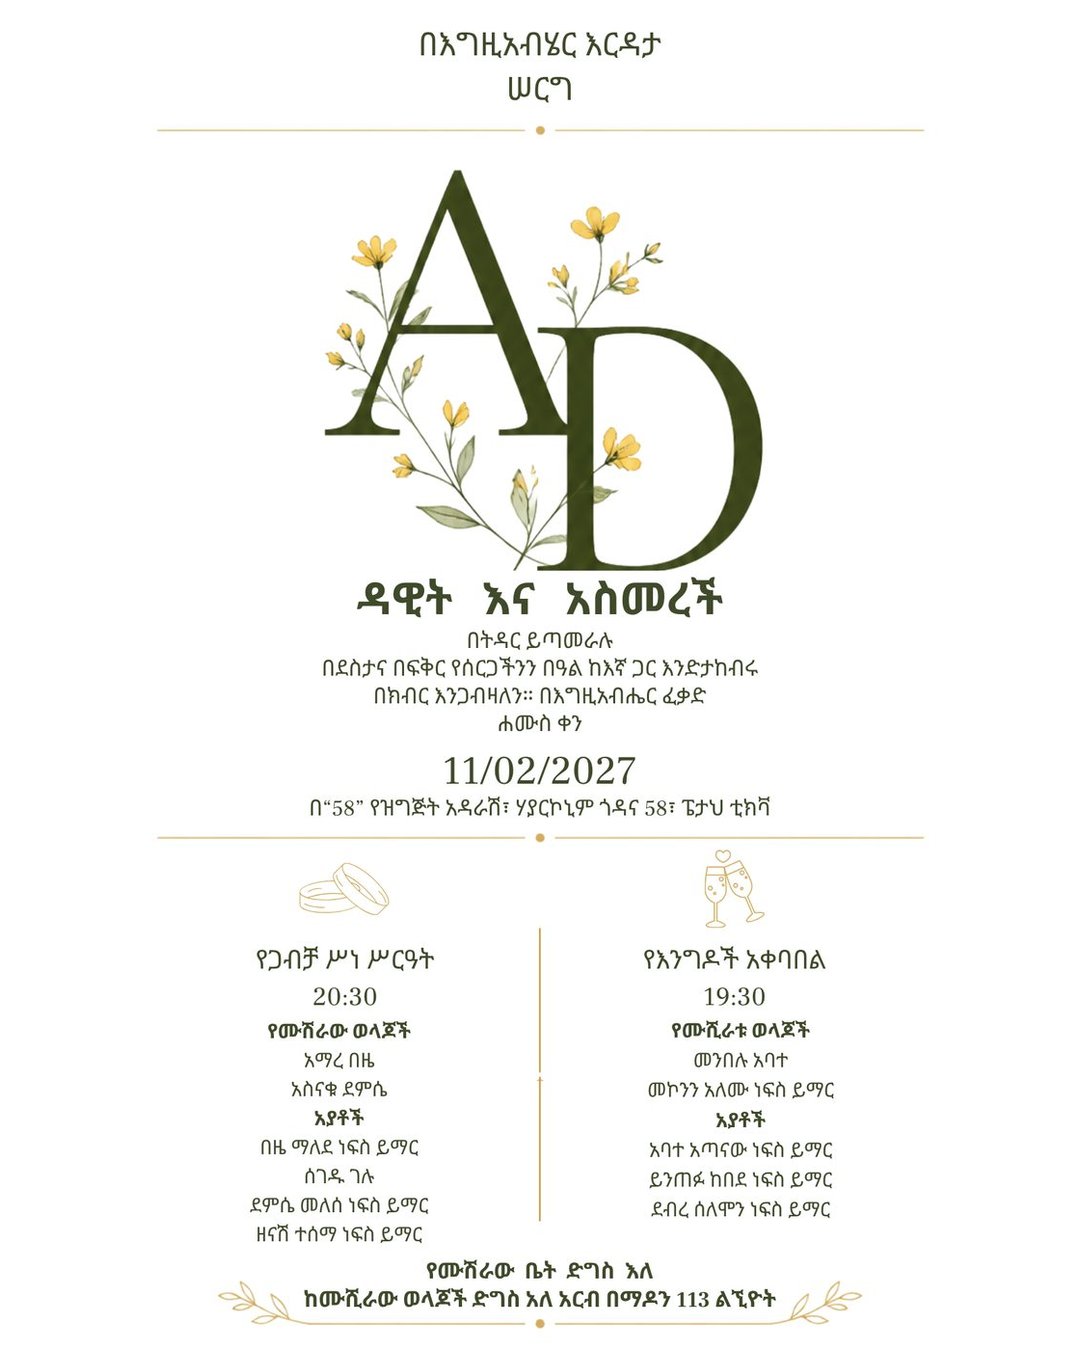 በእግዚአብሄር እርዳታ
ሠርግ
AD
ዳዊት እና አስመረች
በትዳር ይጣመራሉ
በደስታና በፍቅር የሰርጋችንን በዓል ከእኛ ጋር እንድታከብሩ
በክብር እንጋብዛለን። በእግዚአብሔር ፈቃድ
ሐሙስ ቀን
11/02/2027
በ“58” የዝግጅት አዳራሽ፣ ሃያርኮኒም ጎዳና 58፣ ፔታህ ቲክቫ
የጋብቻ ሥነ ሥርዓት
20:30
የሙሽራው ወላጆች
አማረ በዜ
አስናቁ ደምሴ
አያቶች
በዜ ማለደ ነፍስ ይማር
ሰገዱ ገሉ
ደምሴ መለሰ ነፍስ ይማር
ዘናሽ ተሰማ ነፍስ ይማር
የእንግዶች አቀባበል
19:30
የሙሺራቱ ወላጆች
መንበሉ አባተ
መኮንን አለሙ ነፍስ ይማር
አያቶች
አባተ አጣናው ነፍስ ይማር
ይንጠፉ ከበደ ነፍስ ይማር
ደብረ ሰለሞን ነፍስ ይማር
የሙሽራው ቤት ድግስ እለ
ከሙሺራው ወላጆች ድግስ አለ አርብ በማዶን 113 ልኺዮት